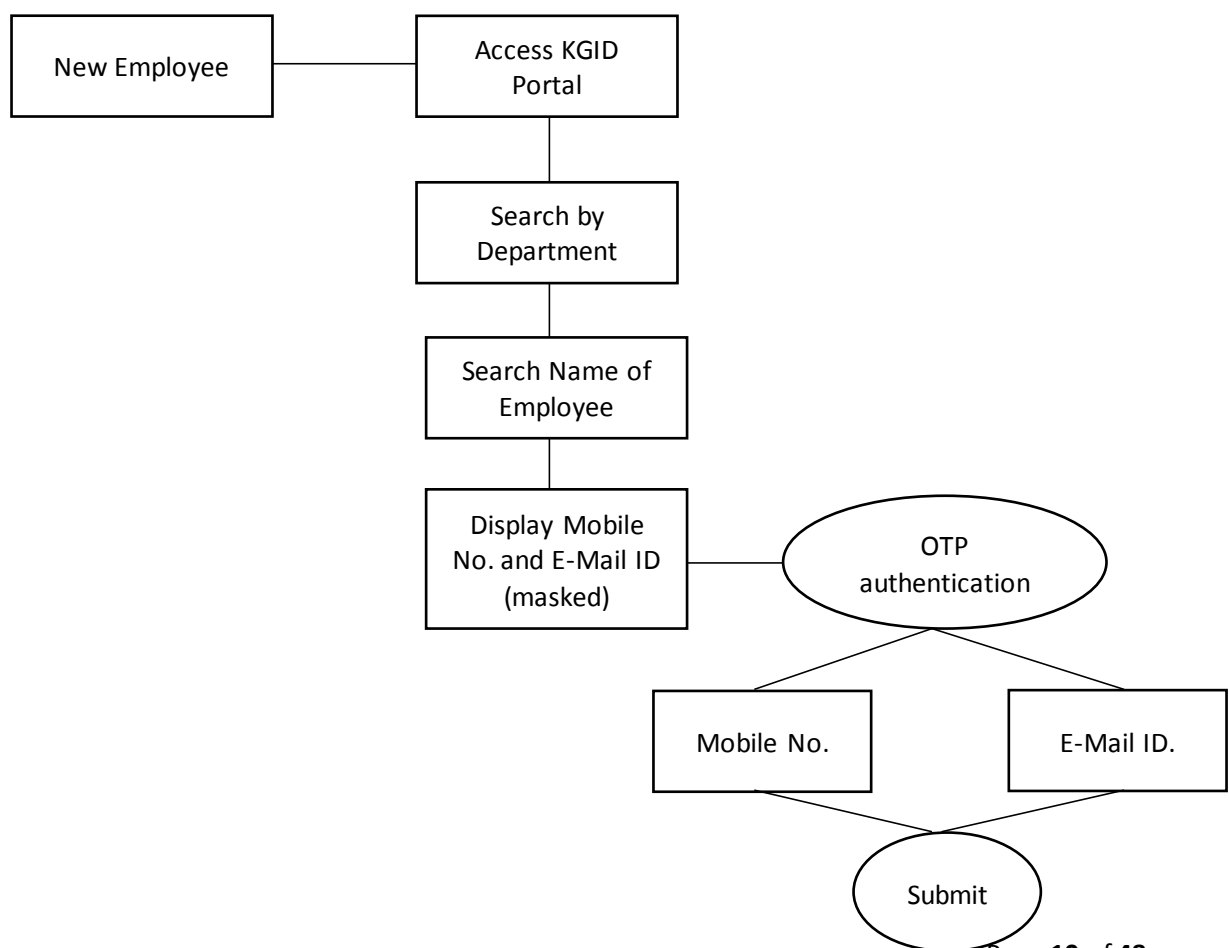 New Employee
Access KGID
Portal
Search by
Department
Search Name of
Employee
Display Mobile
No. and E-Mail ID
(masked)
OTP
authentication
Mobile No.
E-Mail ID.
Submit
of